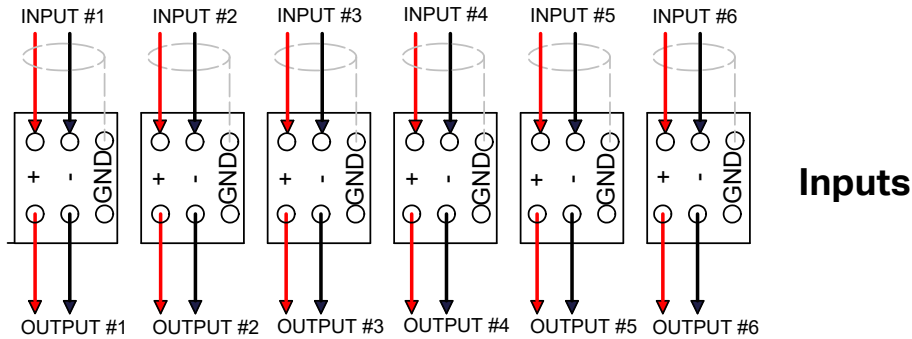 INPUT #1 INPUT #2 INPUT #3 INPUT #4 INPUT #5 INPUT #6
+ - GND + - GND + - GND + - GND + - GND + - GND
Inputs
OUTPUT #1 OUTPUT #2 OUTPUT #3 OUTPUT #4 OUTPUT #5 OUTPUT #6